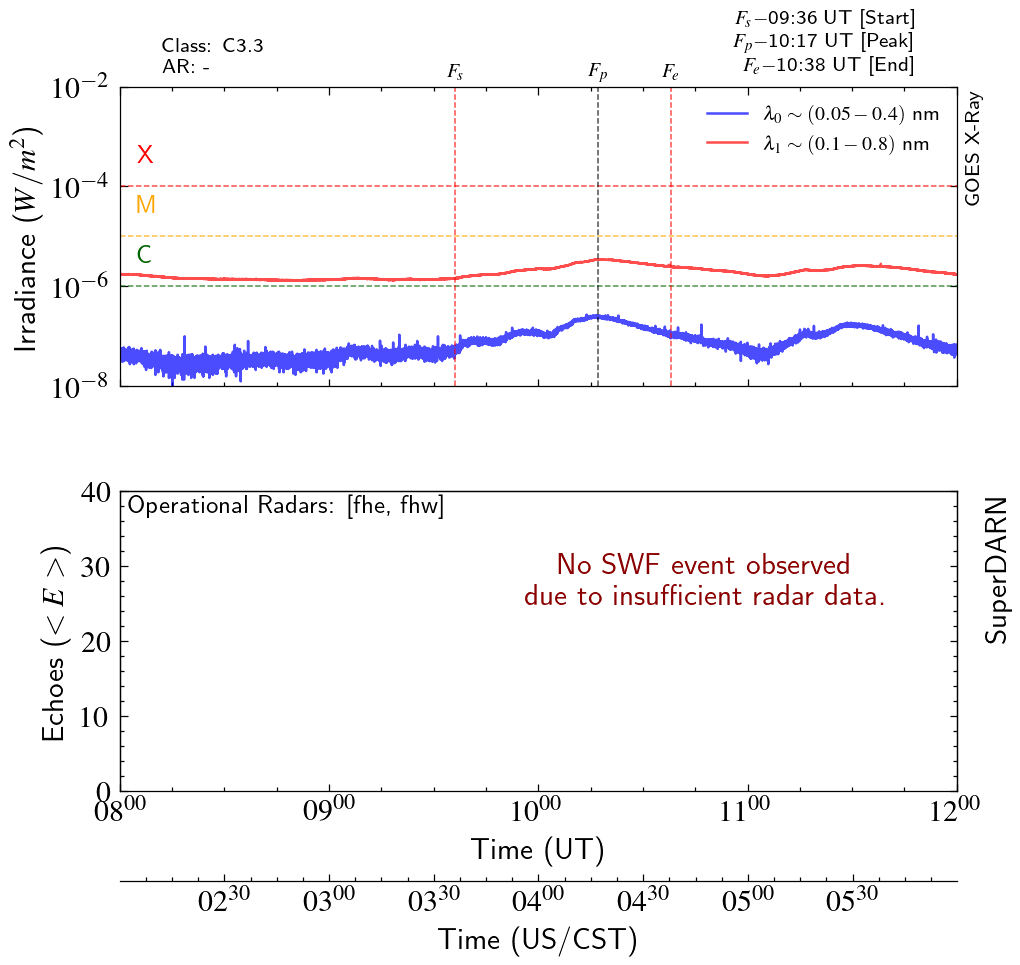 F_s−09:36 UT [Start]
Class: C3.3
F_p−10:17 UT [Peak]
AR: -
F_e−10:38 UT [End]
F_s
F_p
F_e
10^{-2}
λ_0 ∼ (0.05 − 0.4) nm
λ_1 ∼ (0.1 − 0.8) nm
GOES X-Ray
X
10^{-4}
M
C
10^{-6}
10^{-8}
Irradiance (W/m^2)
40
Operational Radars: [fhe, fhw]
No SWF event observed
due to insufficient radar data.
30
20
10
0
Echoes (< E >)
SuperDARN
08^{00} 09^{00} 10^{00} 11^{00} 12^{00}
Time (UT)
02^{30} 03^{00} 03^{30} 04^{00} 04^{30} 05^{00} 05^{30}
Time (US/CST)